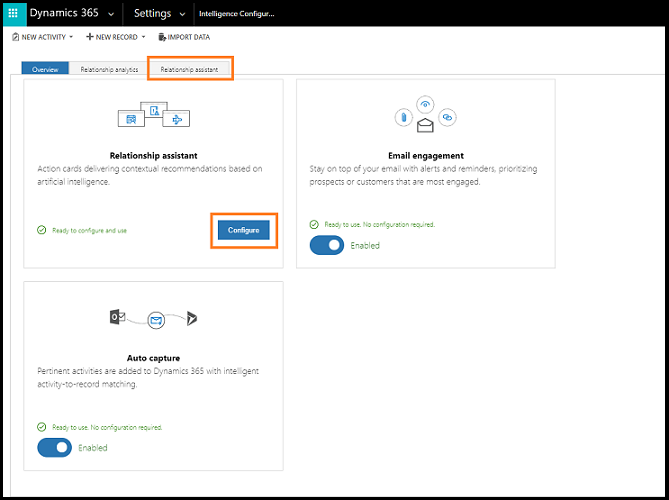 Dynamics 365 Settings Intelligence Configur...
NEW ACTIVITY NEW RECORD IMPORT DATA
Overview Relationship analytics Relationship assistant
Relationship assistant
Action cards delivering contextual recommendations based on
artificial intelligence.
Ready to configure and use
Configure
Email engagement
Stay on top of your email with alerts and reminders, prioritizing
prospects or customers that are most engaged.
Ready to use. No configuration required.
Enabled
Auto capture
Pertinent activities are added to Dynamics 365 with intelligent
activity-to-record matching.
Ready to use. No configuration required.
Enabled